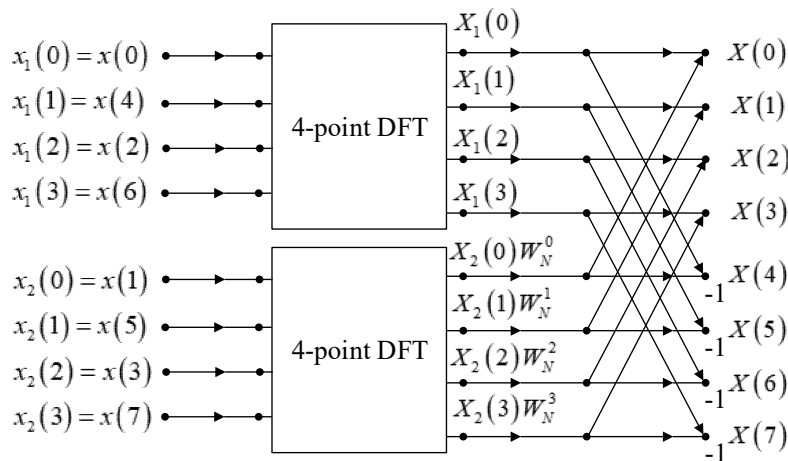 x₁(0) = x(0)
x₁(1) = x(4)
x₁(2) = x(2)
x₁(3) = x(6)
4-point DFT
X₁(0)
X₁(1)
X₁(2)
X₁(3)
X(0)
X(1)
X(2)
X(3)
x₂(0) = x(1)
x₂(1) = x(5)
x₂(2) = x(3)
x₂(3) = x(7)
4-point DFT
X₂(0)W_N^0
X₂(1)W_N^1
X₂(2)W_N^2
X₂(3)W_N^3
-1 X(4)
-1 X(5)
-1 X(6)
-1 X(7)